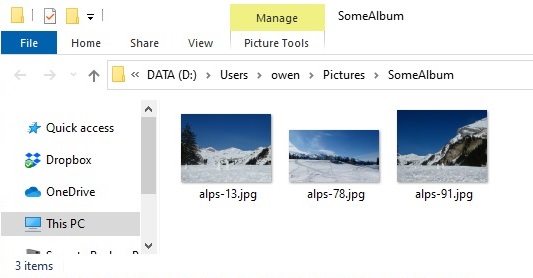 Manage
SomeAlbum
File
Home
Share
View
Picture Tools
DATA (D:) > Users > owen > Pictures > SomeAlbum
Quick access
Dropbox
OneDrive
This PC
alps-13.jpg
alps-78.jpg
alps-91.jpg
3 items